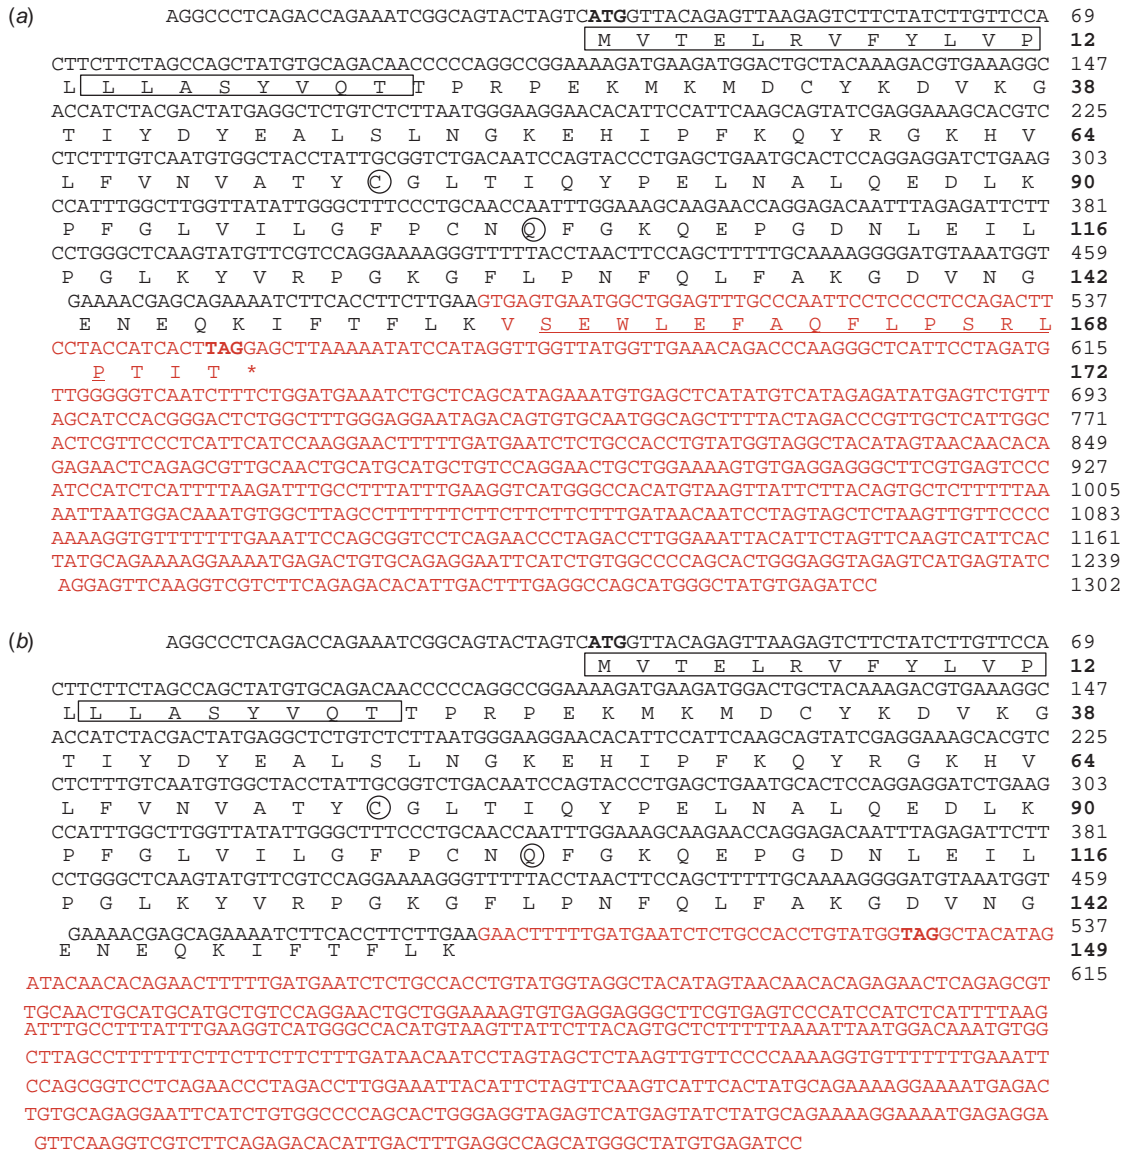 (a) AGGCCCTCAGACCAGAAATCGGCAGTACTAGTCATGGTTACAGAGTTAAGAGTCTTCTATCTTGTTCCA 69
M V T E L R V F Y L V P 12
CTTCTTCTAGCCAGCTATGTGCAGACAACCCCCAGGCCGGAAAAGATGAAGATGGACTGCTACAAAGACGTGAAAGGC 147
L L L A S Y V Q T T P R P E K M K M D C Y K D V K G 38
ACCATCTACGACTATGAGGCTCTGTCTCTTAATGGGAAGGAACACATTCCATTCAAGCAGTATCGAGGAAAGCACGTC 225
T I Y D Y E A L S L N G K E H I P F K Q Y R G K H V 64
CTCTTTGTCAATGTGGCTACCTATTGCGGTCTGACAATCCAGTACCCTGAGCTGAATGCACTCCAGGAGGATCTGAAG 303
L F V N V A T Y C G L T I Q Y P E L N A L Q E D L K 90
CCATTTGGCTTGGTTATATTGGGCTTTCCCTGCAACCAATTTGGAAAGCAAGAACCAGGAGACAATTTAGAGATTCTT 381
P F G L V I L G F P C N Q F G K Q E P G D N L E I L 116
CCTGGGCTCAAGTATGTTCGTCCAGGAAAAGGGTTTTTACCTAACTTCCAGCTTTTTGCAAAAGGGGATGTAAATGGT 459
P G L K Y V R P G K G F L P N F Q L F A K G D V N G 142
GAAAACGAGCAGAAAATCTTCACCTTCTTGAAGTGAGTGAATGGCTGGAGTTTGCCCAATTCCTCCCCTCCAGACTT 537
E N E Q K I F T F L K V S E W L E F A Q F L P S R L 168
CCTACCATCACTTAGGAGCTTAAAAATATCCATAGGTTGGTTATGGTTGAAACAGACCCAAGGGCTCATTCCTAGATG 615
P T I T * 172
TTGGGGGTCAATCTTTCTGGATGAAATCTGCTCAGCATAGAAATGTGAGCTCATATGTCATAGAGATATGAGTCTGTT 693
AGCATCCACGGGACTCTGGCTTTGGGAGGAATAGACAGTGTGCAATGGCAGCTTTTACTAGACCCGTTGCTCATTGGC 771
ACTCGTTCCCTCATTCATCCAAGGAACTTTTTGATGAATCTCTGCCACCTGTATGGTAGGCTACATAGTAACAACACA 849
GAGAACTCAGAGCGTTGCAACTGCATGCATGCTGTCCAGGAACTGCTGGAAAAGTGTGAGGAGGGCTTCGTGAGTCCC 927
ATCCATCTCATTTTAAGATTTGCCTTTATTTGAAGGTCATGGGCCACATGTAAGTTATTCTTACAGTGCTCTTTTTAA 1005
AATTAATGGACAAATGTGGCTTAGCCTTTTTTCTTCTTCTTCTTTGATAACAATCCTAGTAGCTCTAAGTTGTTCCCC 1083
AAAAGGTGTTTTTTTGAAATTCCAGCGGTCCTCAGAACCCTAGACCTTGGAAATTACATTCTAGTTCAAGTCATTCAC 1161
TATGCAGAAAAGGAAAATGAGACTGTGCAGAGGAATTCATCTGTGGCCCCAGCACTGGGAGGTAGAGTCATGAGTATC 1239
AGGAGTTCAAGGTCGTCTTCAGAGACACATTGACTTTGAGGCCAGCATGGGCTATGTGAGATCC 1302
(b) AGGCCCTCAGACCAGAAATCGGCAGTACTAGTCATGGTTACAGAGTTAAGAGTCTTCTATCTTGTTCCA 69
M V T E L R V F Y L V P 12
CTTCTTCTAGCCAGCTATGTGCAGACAACCCCCAGGCCGGAAAAGATGAAGATGGACTGCTACAAAGACGTGAAAGGC 147
L L L A S Y V Q T T P R P E K M K M D C Y K D V K G 38
ACCATCTACGACTATGAGGCTCTGTCTCTTAATGGGAAGGAACACATTCCATTCAAGCAGTATCGAGGAAAGCACGTC 225
T I Y D Y E A L S L N G K E H I P F K Q Y R G K H V 64
CTCTTTGTCAATGTGGCTACCTATTGCGGTCTGACAATCCAGTACCCTGAGCTGAATGCACTCCAGGAGGATCTGAAG 303
L F V N V A T Y C G L T I Q Y P E L N A L Q E D L K 90
CCATTTGGCTTGGTTATATTGGGCTTTCCCTGCAACCAATTTGGAAAGCAAGAACCAGGAGACAATTTAGAGATTCTT 381
P F G L V I L G F P C N Q F G K Q E P G D N L E I L 116
CCTGGGCTCAAGTATGTTCGTCCAGGAAAAGGGTTTTTACCTAACTTCCAGCTTTTTGCAAAAGGGGATGTAAATGGT 459
P G L K Y V R P G K G F L P N F Q L F A K G D V N G 142
GAAAACGAGCAGAAAATCTTCACCTTCTTGAAGAACTTTTTGATGAATCTCTGCCACCTGTATGGTAGGCTACATAG 537
E N E Q K I F T F L K 149
ATACAACACAGAACTTTTTGATGAATCTCTGCCACCTGTATGGTAGGCTACATAGTAACAACACAGAGAACTCAGAGCGT 615
TGCAACTGCATGCATGCTGTCCAGGAACTGCTGGAAAAGTGTGAGGAGGGCTTCGTGAGTCCCATCCATCTCATTTTAAG
ATTTGCCTTTATTTGAAGGTCATGGGCCACATGTAAGTTATTCTTACAGTGCTCTTTTTAAAATTAATGGACAAATGTGG
CTTAGCCTTTTTTCTTCTTCTTCTTTGATAACAATCCTAGTAGCTCTAAGTTGTTCCCCAAAAGGTGTTTTTTTGAAATT
CCAGCGGTCCTCAGAACCCTAGACCTTGGAAATTACATTCTAGTTCAAGTCATTCACTATGCAGAAAAGGAAAATGAGAC
TGTGCAGAGGAATTCATCTGTGGCCCCAGCACTGGGAGGTAGAGTCATGAGTATCTATGCAGAAAAGGAAAATGAGAGGA
GTTCAAGGTCGTCTTCAGAGACACATTGACTTTGAGGCCAGCATGGGCTATGTGAGATCC